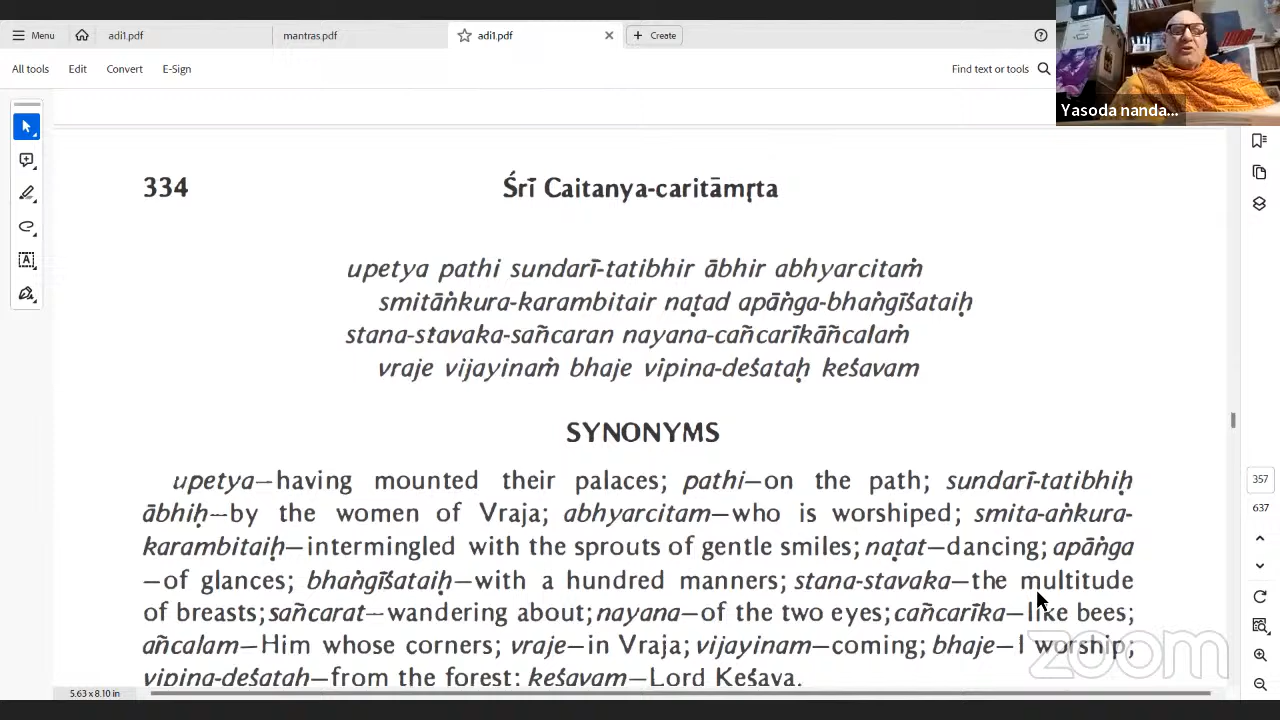 Menu
adi1.pdf
mantras.pdf
adi1.pdf
Create
All tools
Edit
Convert
E-Sign
Find text or tools
Yasoda nanda...
334
Śrī Caitanya-caritāmṛta
upetya pathi sundarī-tatibhir ābhir abhyarcitaṁ
smitāṅkura-karambitair naṭad apāṅga-bhaṅgīśataiḥ
stana-stavaka-sañcaran nayana-cañcarīkāñcalaṁ
vraje vijayinaṁ bhaje vipina-deśataḥ keśavam
SYNONYMS
upetya—having mounted their palaces; pathi—on the path; sundarī-tatibhiḥ
ābhiḥ—by the women of Vraja; abhyarcitam—who is worshiped; smita-aṅkura-
karambitaiḥ—intermingled with the sprouts of gentle smiles; naṭat—dancing; apāṅga
—of glances; bhaṅgīśataiḥ—with a hundred manners; stana-stavaka—the multitude
of breasts; sañcarat—wandering about; nayana—of the two eyes; cañcarīka—like bees;
añcalam—Him whose corners; vraje—in Vraja; vijayinam—coming; bhaje—I worship;
vipina-deśataḥ—from the forest; keśavam—Lord Keśava.
357
637
zoom
5.63 x 8.10 in